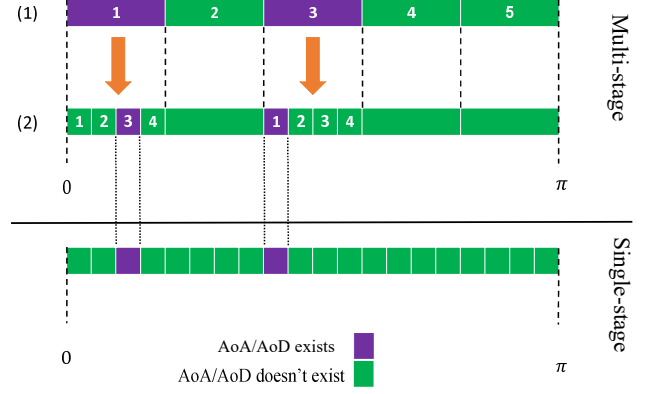 (1) 1 2 3 4 5
Multi-stage
(2) 1 2 3 4 1 2 3 4
0 π
Single-stage
0 π
AoA/AoD exists
AoA/AoD doesn't exist